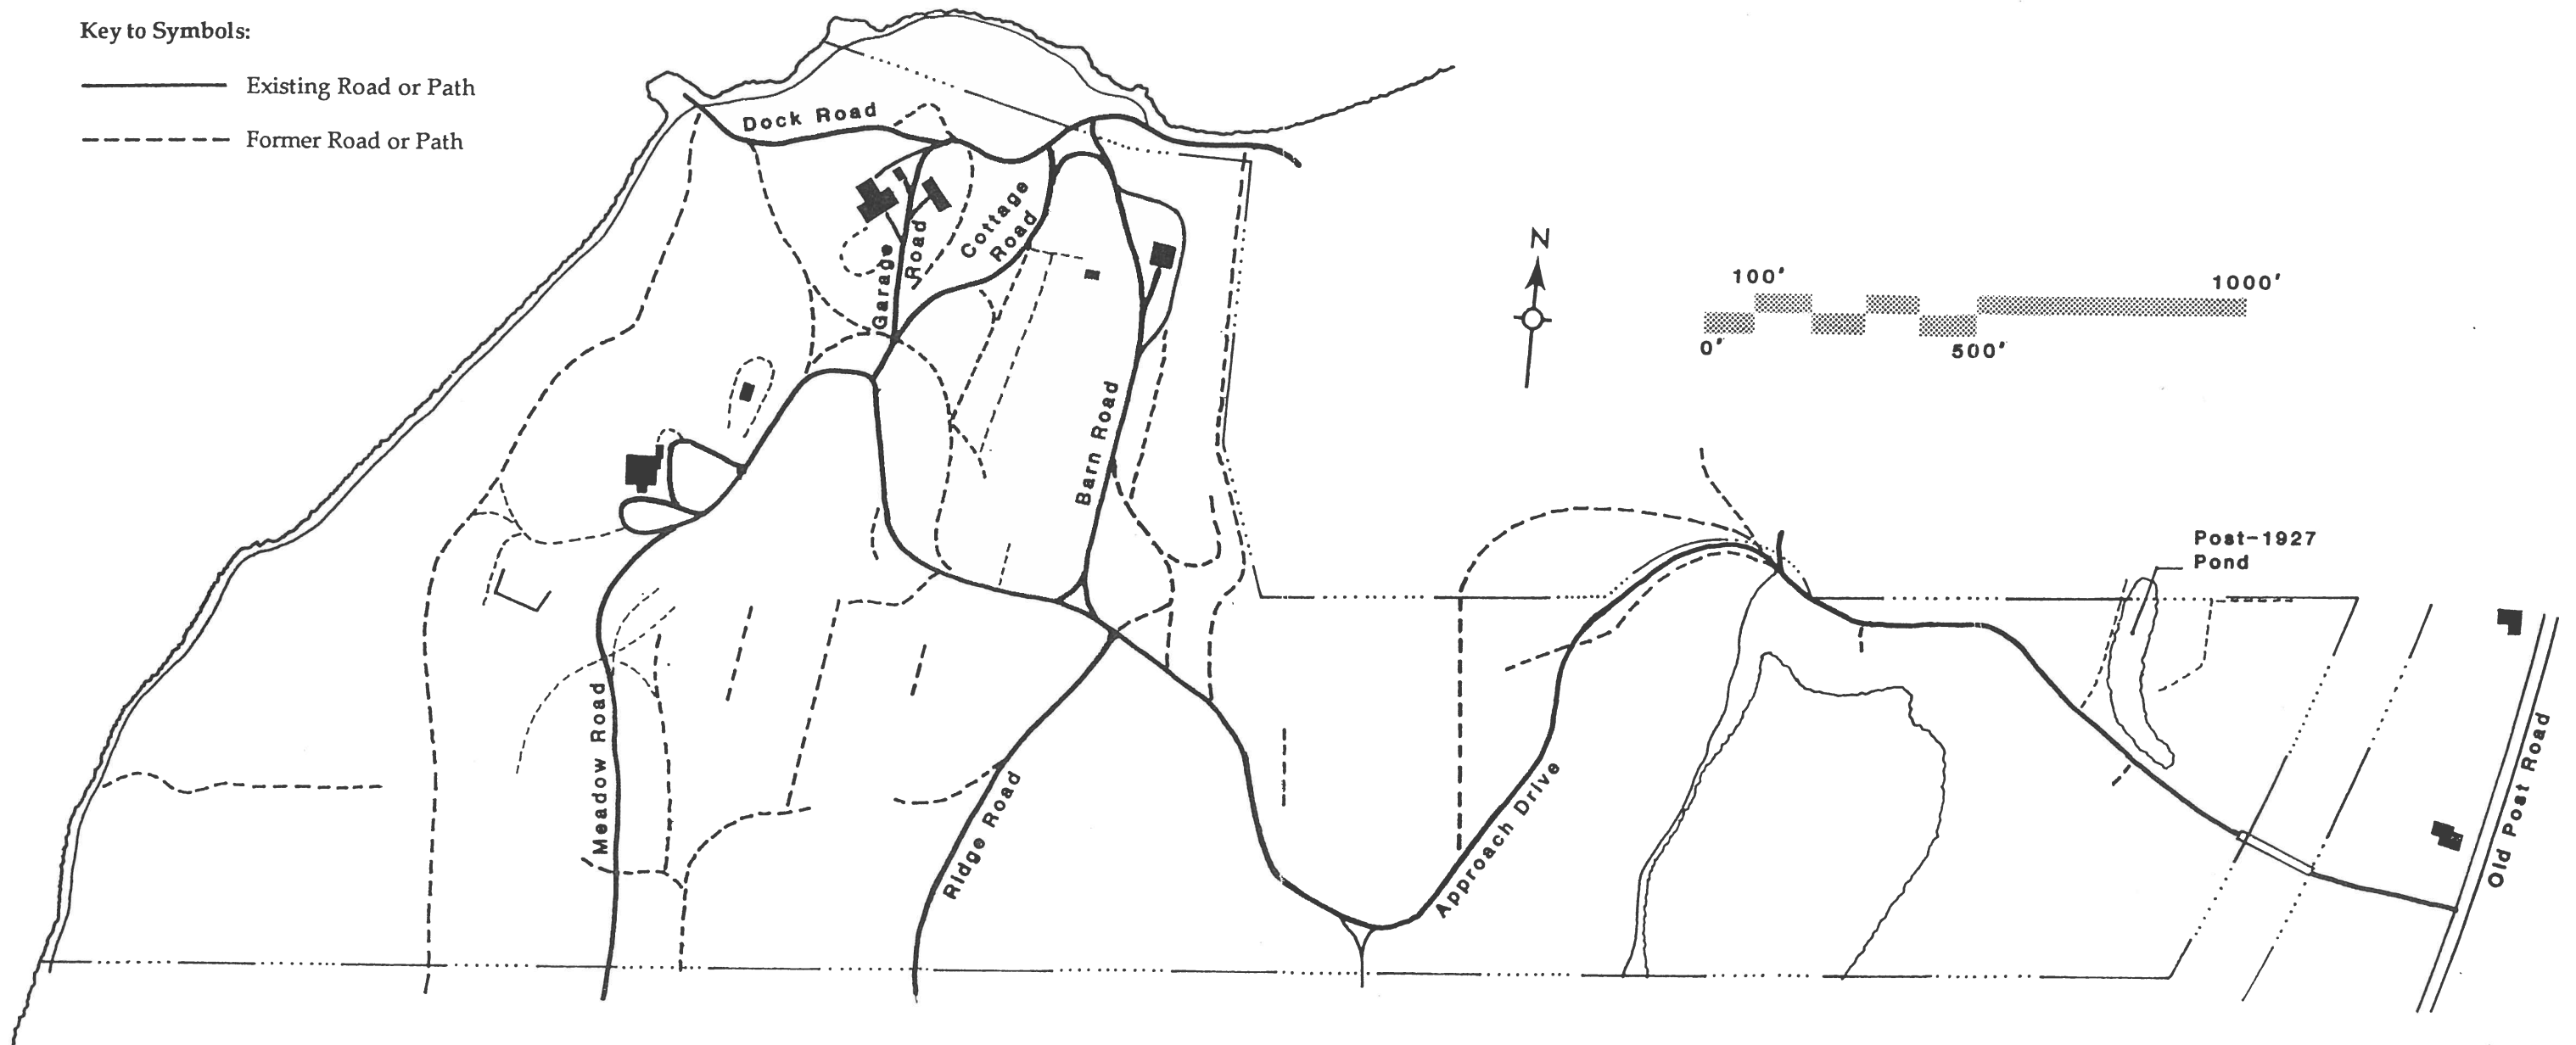 Key to Symbols:
Existing Road or Path
Former Road or Path
Dock Road
Garage
Road
Cottage
Road
Barn Road
N
100'
1000'
0'
500'
Post-1927
Pond
Meadow Road
Ridge Road
Approach Drive
Old Post Road